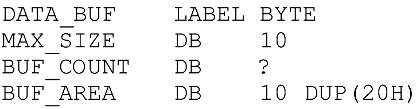 DATA_BUF LABEL BYTE
MAX_SIZE DB 10
BUF_COUNT DB ?
BUF_AREA DB 10 DUP(20H)